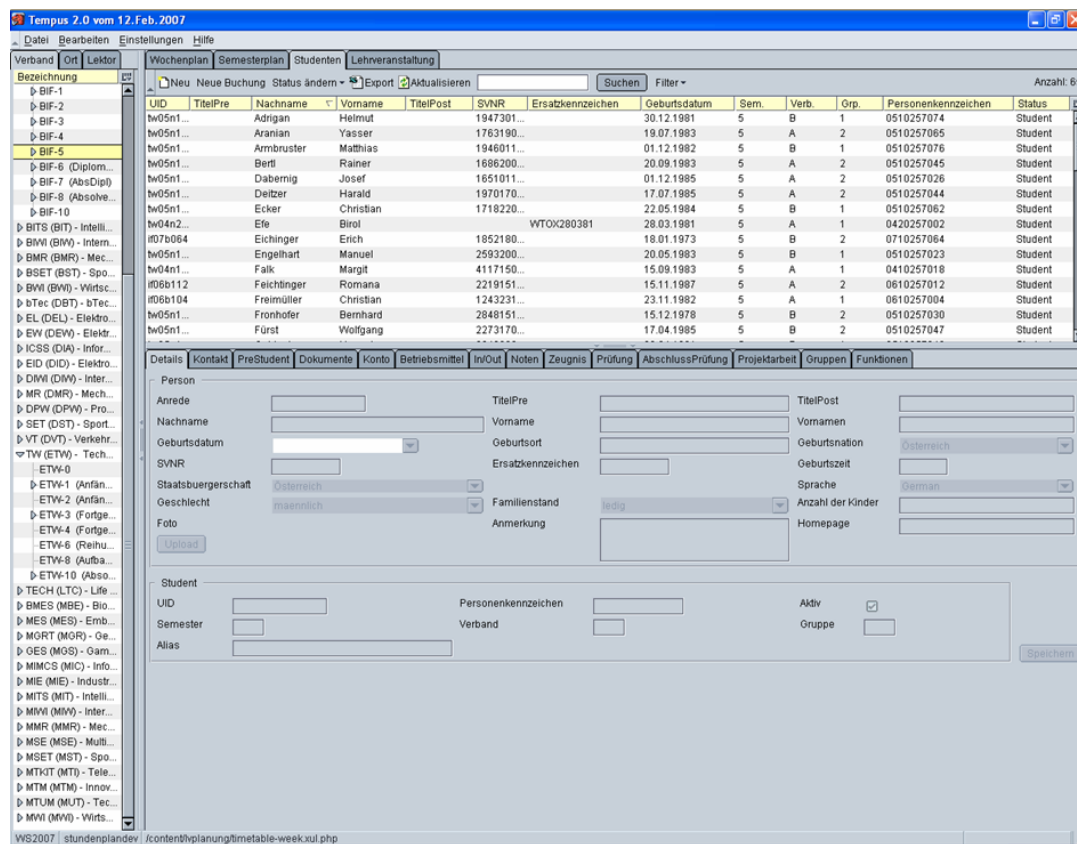 Tempus 2.0 vom 12.Feb.2007
Datei Bearbeiten Einstellungen Hilfe
Verband Ort Lektor
Wochenplan Semesterplan Studenten Lehrveranstaltung
Bezeichnung
BIF-1
BIF-2
BIF-3
BIF-4
BIF-5
BIF-6 (Diplom...
BIF-7 (AbsDipl)
BIF-8 (Absolve...
BIF-10
BITS (BIT) - Intelli...
BIWI (BIW) - Intern...
BMR (BMR) - Mec...
BSET (BST) - Spo...
BWI (BWI) - Wirtsc...
bTec (DBT) - bTec...
EL (DEL) - Elektro...
EW (DEW) - Elektr...
ICSS (DIA) - Infor...
EID (DID) - Elektro...
DIWI (DIW) - Inter...
MR (DMR) - Mech...
DPW (DPW) - Pro...
SET (DST) - Sport...
VT (DVT) - Verkehr...
TW (ETW) - Tech...
ETW-0
ETW-1 (Anfän...
ETW-2 (Anfän...
ETW-3 (Fortge...
ETW-4 (Fortge...
ETW-6 (Reihu...
ETW-8 (Aufba...
ETW-10 (Abso...
TECH (LTC) - Life ...
BMES (MBE) - Bio...
MES (MES) - Emb...
MGRT (MGR) - Ge...
GES (MGS) - Gam...
MIMCS (MIC) - Info...
MIE (MIE) - Industr...
MITS (MIT) - Intelli...
MIWI (MIW) - Inter...
MMR (MMR) - Mec...
MSE (MSE) - Multi...
MSET (MST) - Spo...
MTKIT (MTI) - Tele...
MTM (MTM) - Innov...
MTUM (MUT) - Tec...
MWI (MWI) - Wirts...
Neu Neue Buchung Status ändern Export Aktualisieren Suchen Filter Anzahl: 6
UID TitelPre Nachname Vorname TitelPost SVNR Ersatzkennzeichen Geburtsdatum Sem. Verb. Grp. Personenkennzeichen Status
tw05n1... Adrigan Helmut 1947301... 30.12.1981 5 B 1 0510257074 Student
tw05n1... Aranian Yasser 1763190... 19.07.1983 5 A 2 0510257065 Student
tw05n1... Armbruster Matthias 1946011... 01.12.1982 5 B 1 0510257076 Student
tw05n1... Bertl Rainer 1686200... 20.09.1983 5 A 2 0510257045 Student
tw05n1... Dabernig Josef 1651011... 01.12.1985 5 A 2 0510257026 Student
tw05n1... Deitzer Harald 1970170... 17.07.1985 5 A 2 0510257044 Student
tw05n1... Ecker Christian 1718220... 22.05.1984 5 B 1 0510257062 Student
tw04n2... Efe Birol WTOX280381 28.03.1981 5 A 1 0420257002 Student
if07b064 Eichinger Erich 1852180... 18.01.1973 5 B 2 0710257064 Student
tw05n1... Engelhart Manuel 2593200... 20.05.1983 5 B 1 0510257023 Student
tw04n1... Falk Margit 4117150... 15.09.1983 5 A 1 0410257018 Student
if06b112 Feichtinger Romana 2219151... 15.11.1987 5 A 2 0610257012 Student
if06b104 Freimüller Christian 1243231... 23.11.1982 5 A 1 0610257004 Student
tw05n1... Fronhofer Bernhard 2848151... 15.12.1978 5 B 2 0510257030 Student
tw05n1... Fürst Wolfgang 2273170... 17.04.1985 5 B 2 0510257047 Student
Details Kontakt PreStudent Dokumente Konto Betriebsmittel In/Out Noten Zeugnis Prüfung AbschlussPrüfung Projektarbeit Gruppen Funktionen
Person
Anrede TitelPre TitelPost
Nachname Vorname Vornamen
Geburtsdatum Geburtsort Geburtsnation Österreich
SVNR Ersatzkennzeichen Geburtszeit
Staatsbuergerschaft Österreich Sprache German
Geschlecht maennlich Familienstand ledig Anzahl der Kinder
Foto Anmerkung Homepage
Upload
Student
UID Personenkennzeichen Aktiv
Semester Verband Gruppe
Alias
Speichern
WS2007 stundenplandev /content/lvplanung/timetable-week.xul.php